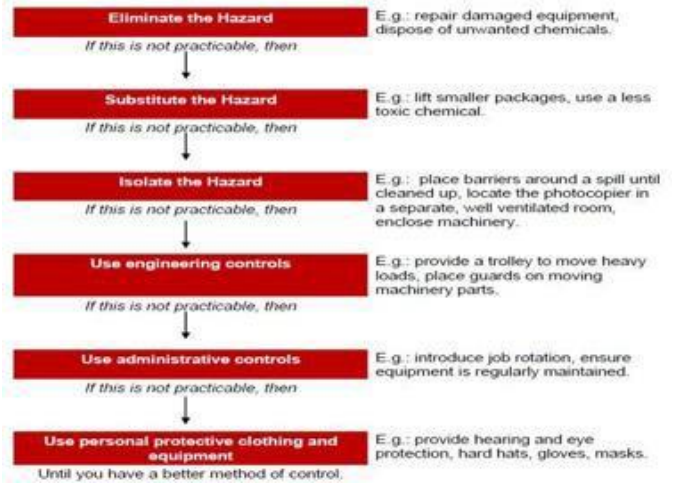 Eliminate the Hazard
E.g.: repair damaged equipment,
dispose of unwanted chemicals.
If this is not practicable, then
Substitute the Hazard
E.g.: lift smaller packages, use a less
toxic chemical.
If this is not practicable, then
Isolate the Hazard
E.g.: place barriers around a spill until
cleaned up, locate the photocopier in
a separate, well ventilated room,
enclose machinery.
If this is not practicable, then
Use engineering controls
E.g.: provide a trolley to move heavy
loads, place guards on moving
machinery parts.
If this is not practicable, then
Use administrative controls
E.g.: introduce job rotation, ensure
equipment is regularly maintained.
If this is not practicable, then
Use personal protective clothing and
equipment
E.g.: provide hearing and eye
protection, hard hats, gloves, masks.
Until you have a better method of control.